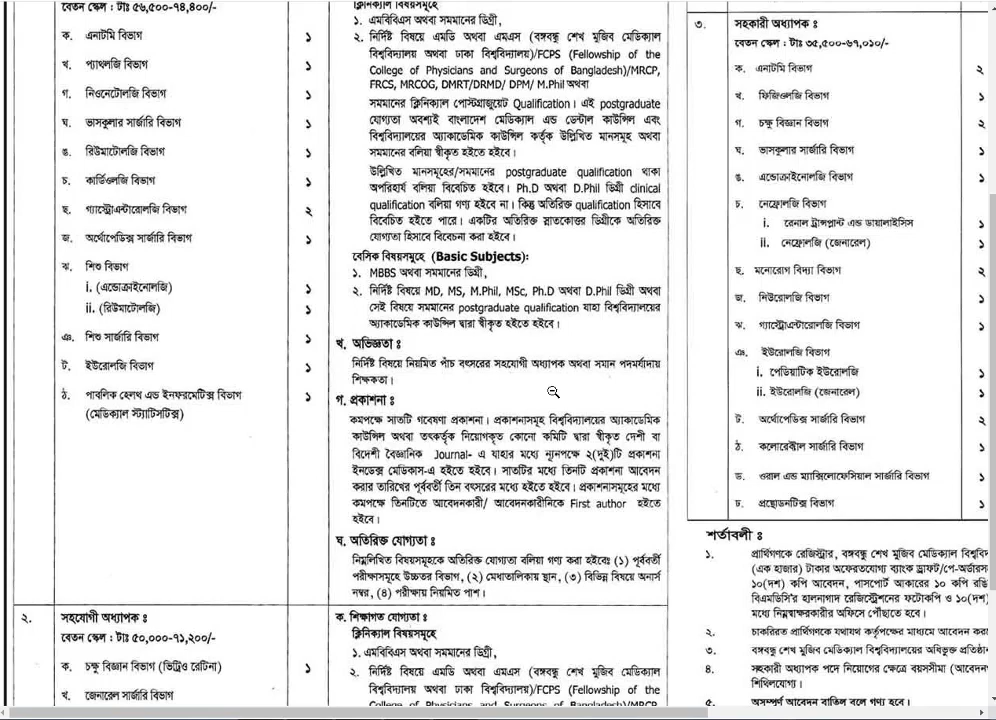 বেতন স্কেল : টাঃ ৫৬,৫০০-৭৪,৪০০/-
ক. এনাটমি বিভাগ ১
খ. প্যাথলজি বিভাগ ১
গ. নিওনেটোলজি বিভাগ ১
ঘ. ভাসকুলার সার্জারি বিভাগ ১
ঙ. রিউমাটোলজি বিভাগ ১
চ. কার্ডিওলজি বিভাগ ১
ছ. গ্যাস্ট্রোএন্টারোলজি বিভাগ ২
জ. অর্থোপেডিক্স সার্জারি বিভাগ ১
ঝ. শিশু বিভাগ
i. (এন্ডোক্রাইনোলজি) ১
ii. (রিউমাটোলজি) ১
ঞ. শিশু সার্জারি বিভাগ ১
ট. ইউরোলজি বিভাগ ১
ঠ. পাবলিক হেলথ এন্ড ইনফরমেটিক্স বিভাগ ১
(মেডিক্যাল স্ট্যাটিসটিক্স)
২. সহযোগী অধ্যাপক ঃ
বেতন স্কেল : টাঃ ৫০,০০০-৭১,২০০/-
ক. চক্ষু বিজ্ঞান বিভাগ (ভিট্রিও রেটিনা) ১
খ. জেনারেল সার্জারি বিভাগ
ক্লিনিক্যাল বিষয়সমূহে
১. এমবিবিএস অথবা সমমানের ডিগ্রী,
২. নির্দিষ্ট বিষয়ে এমডি অথবা এমএস (বঙ্গবন্ধু শেখ মুজিব মেডিক্যাল
বিশ্ববিদ্যালয় অথবা ঢাকা বিশ্ববিদ্যালয়)/FCPS (Fellowship of the
College of Physicians and Surgeons of Bangladesh)/MRCP,
FRCS, MRCOG, DMRT/DRMD/ DPM/ M.Phil অথবা
সমমানের ক্লিনিক্যাল পোস্টগ্রাজুয়েট Qualification। এই postgraduate
যোগ্যতা অবশ্যই বাংলাদেশ মেডিক্যাল এন্ড ডেন্টাল কাউন্সিল এবং
বিশ্ববিদ্যালয়ের অ্যাকাডেমিক কাউন্সিল কর্তৃক উল্লিখিত মানসমূহ অথবা
সমমানের বলিয়া স্বীকৃত হইতে হইবে।
উল্লিখিত মানসমূহের/সমমানের postgraduate qualification থাকা
অপরিহার্য বলিয়া বিবেচিত হইবে। Ph.D অথবা D.Phil ডিগ্রী clinical
qualification বলিয়া গণ্য হইবে না। কিন্তু অতিরিক্ত qualification হিসাবে
বিবেচিত হইতে পারে। একটির অতিরিক্ত স্নাতকোত্তর ডিগ্রীকে অতিরিক্ত
যোগ্যতা হিসাবে বিবেচনা করা হইবে।
বেসিক বিষয়সমূহে (Basic Subjects):
১. MBBS অথবা সমমানের ডিগ্রী,
২. নির্দিষ্ট বিষয়ে MD, MS, M.Phil, MSc, Ph.D অথবা D.Phil ডিগ্রী অথবা
সেই বিষয়ে সমমানের postgraduate qualification যাহা বিশ্ববিদ্যালয়ের
অ্যাকাডেমিক কাউন্সিল দ্বারা স্বীকৃত হইতে হইবে।
খ. অভিজ্ঞতা ঃ
নির্দিষ্ট বিষয়ে নিয়মিত পাঁচ বৎসরের সহযোগী অধ্যাপক অথবা সমান পদমর্যাদায়
শিক্ষকতা।
গ. প্রকাশনা ঃ
কমপক্ষে সাতটি গবেষণা প্রকাশনা। প্রকাশনাসমূহ বিশ্ববিদ্যালয়ের অ্যাকাডেমিক
কাউন্সিল অথবা তৎকর্তৃক নিয়োগকৃত কোনো কমিটি দ্বারা স্বীকৃত দেশী বা
বিদেশী বৈজ্ঞানিক Journal- এ যাহার মধ্যে ন্যূনপক্ষে ২(দুই)টি প্রকাশনা
ইনডেক্স মেডিকাস-এ হইতে হইবে। সাতটির মধ্যে তিনটি প্রকাশনা আবেদন
করার তারিখের পূর্ববর্তী তিন বৎসরের মধ্যে হইতে হইবে। প্রকাশনাসমূহের মধ্যে
কমপক্ষে তিনটিতে আবেদনকারী/ আবেদনকারীনিকে First author হইতে
হইবে।
ঘ. অতিরিক্ত যোগ্যতা ঃ
নিম্নলিখিত বিষয়সমূহকে অতিরিক্ত যোগ্যতা বলিয়া গণ্য করা হইবেঃ (১) পূর্ববর্তী
পরীক্ষাসমূহে উচ্চতর বিভাগ, (২) মেধাতালিকায় স্থান, (৩) বিভিন্ন বিষয়ে অনার্স
নম্বর, (৪) পরীক্ষায় নিয়মিত পাশ।
ক. শিক্ষাগত যোগ্যতা ঃ
ক্লিনিক্যাল বিষয়সমূহে
১. এমবিবিএস অথবা সমমানের ডিগ্রী,
২. নির্দিষ্ট বিষয়ে এমডি অথবা এমএস (বঙ্গবন্ধু শেখ মুজিব মেডিক্যাল
বিশ্ববিদ্যালয় অথবা ঢাকা বিশ্ববিদ্যালয়)/FCPS (Fellowship of the
College of Physicians and Surgeons of Bangladesh)/MRCP,
৩. সহকারী অধ্যাপক ঃ
বেতন স্কেল : টাঃ ৩৫,৫০০-৬৭,০১০/-
ক. এনাটমি বিভাগ ২
খ. ফিজিওলজি বিভাগ ১
গ. চক্ষু বিজ্ঞান বিভাগ ২
ঘ. ভাসকুলার সার্জারি বিভাগ ১
ঙ. এন্ডোক্রাইনোলজি বিভাগ ১
চ. নেফ্রোলজি বিভাগ
i. রেনাল ট্রান্সপ্লান্ট এন্ড ডায়ালাইসিস ১
ii. নেফ্রোলজি (জেনারেল) ১
ছ. মনোরোগ বিদ্যা বিভাগ ২
জ. নিউরোলজি বিভাগ ১
ঝ. গ্যাস্ট্রোএন্টারোলজি বিভাগ ১
ঞ. ইউরোলজি বিভাগ
i. পেডিয়াটিক ইউরোলজি ১
ii. ইউরোলজি (জেনারেল) ১
ট. অর্থোপেডিক্স সার্জারি বিভাগ ২
ঠ. কলোরেক্টাল সার্জারি বিভাগ ১
ড. ওরাল এন্ড ম্যাক্সিলোফেসিয়াল সার্জারি বিভাগ ১
ঢ. প্রস্থোডনটিক্স বিভাগ ১
শর্তাবলী ঃ
১. প্রার্থিগণকে রেজিস্ট্রার, বঙ্গবন্ধু শেখ মুজিব মেডিক্যাল বিশ্ববি
(এক হাজার) টাকার অফেরতযোগ্য ব্যাংক ড্রাফট/পে-অর্ডারস
১০(দশ) কপি আবেদন, পাসপোর্ট আকারের ১০ কপি রঙি
বিএমডিসি'র হালনাগাদ রেজিস্ট্রেশনের ফটোকপি ও ১০(দশ)
মধ্যে নিম্নস্বাক্ষরকারীর অফিসে পৌঁছাতে হবে।
২. চাকরিরত প্রার্থিগণকে যথাযথ কর্তৃপক্ষের মাধ্যমে আবেদন কর
৩. বঙ্গবন্ধু শেখ মুজিব মেডিক্যাল বিশ্ববিদ্যালয়ের অধিভুক্ত প্রতিষ্ঠা
৪. সহকারী অধ্যাপক পদে নিয়োগের ক্ষেত্রে বয়সসীমা (আবেদন
শিথিলযোগ্য।
৫. অসম্পূর্ণ আবেদন বাতিল বলে গণ্য হবে।